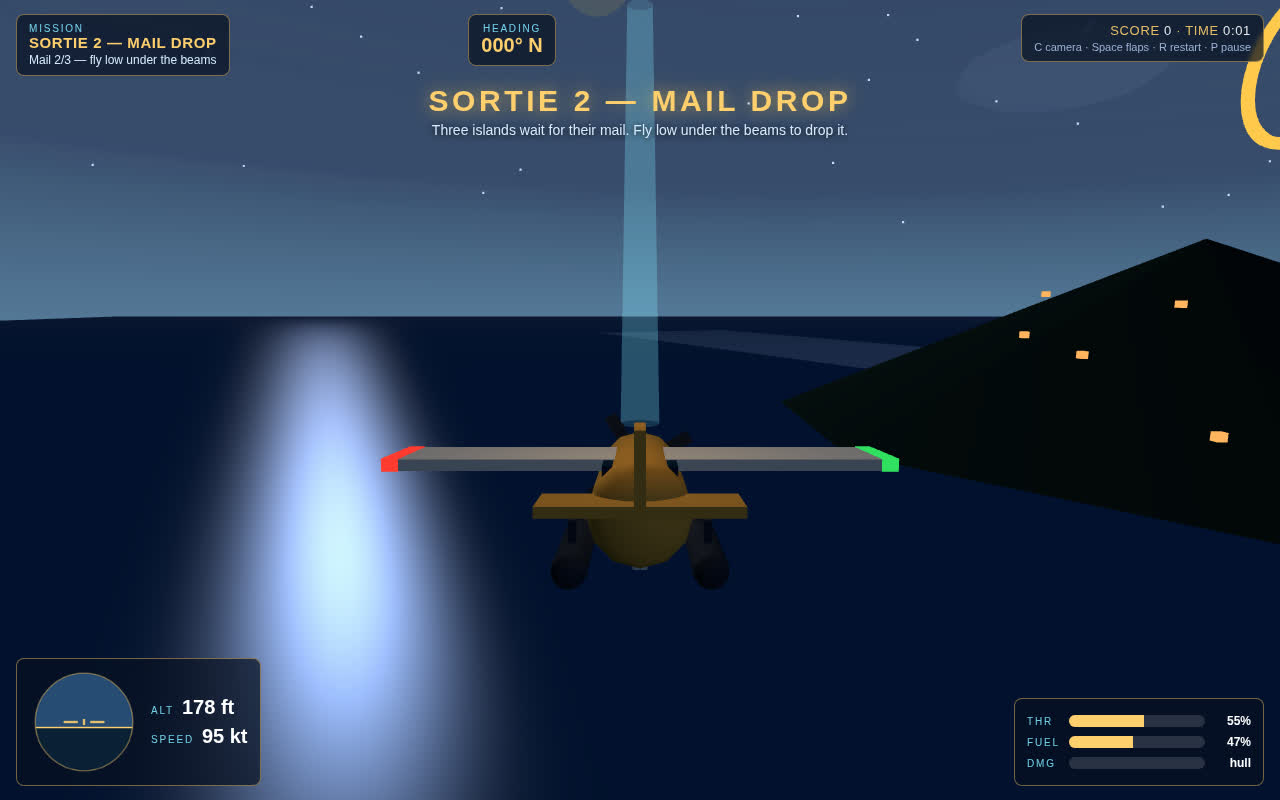 MISSION
SORTIE 2 — MAIL DROP
Mail 2/3 — fly low under the beams
HEADING
000° N
SCORE 0 · TIME 0:01
C camera · Space flaps · R restart · P pause
SORTIE 2 — MAIL DROP
Three islands wait for their mail. Fly low under the beams to drop it.
ALT 178 ft
SPEED 95 kt
THR 55%
FUEL 47%
DMG hull